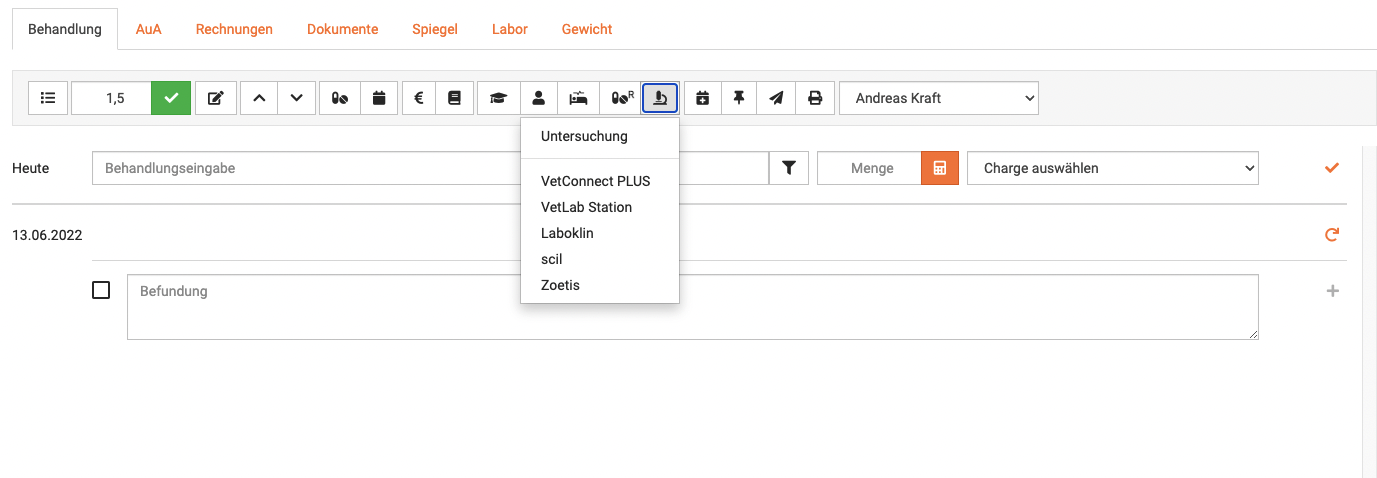 Behandlung AuA Rechnungen Dokumente Spiegel Labor Gewicht
1,5 € R Andreas Kraft
Untersuchung
Heute Behandlungseingabe Menge Charge auswählen
VetConnect PLUS
VetLab Station
13.06.2022 Laboklin
scil
Befundung Zoetis